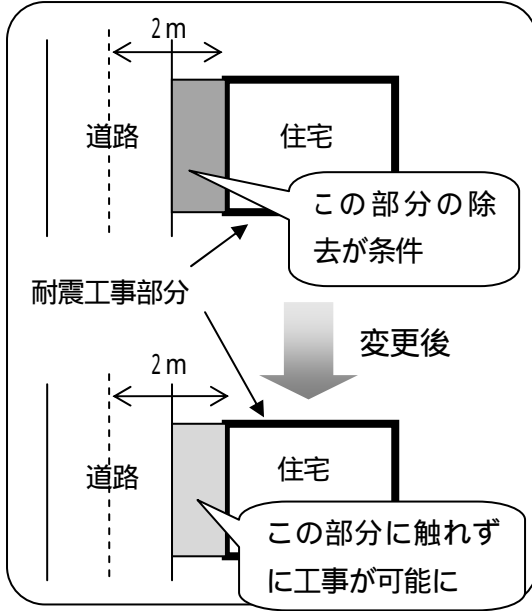 2m
道路
住宅
この部分の除
去が条件
耐震工事部分
変更後
2m
道路
住宅
この部分に触れず
に工事が可能に